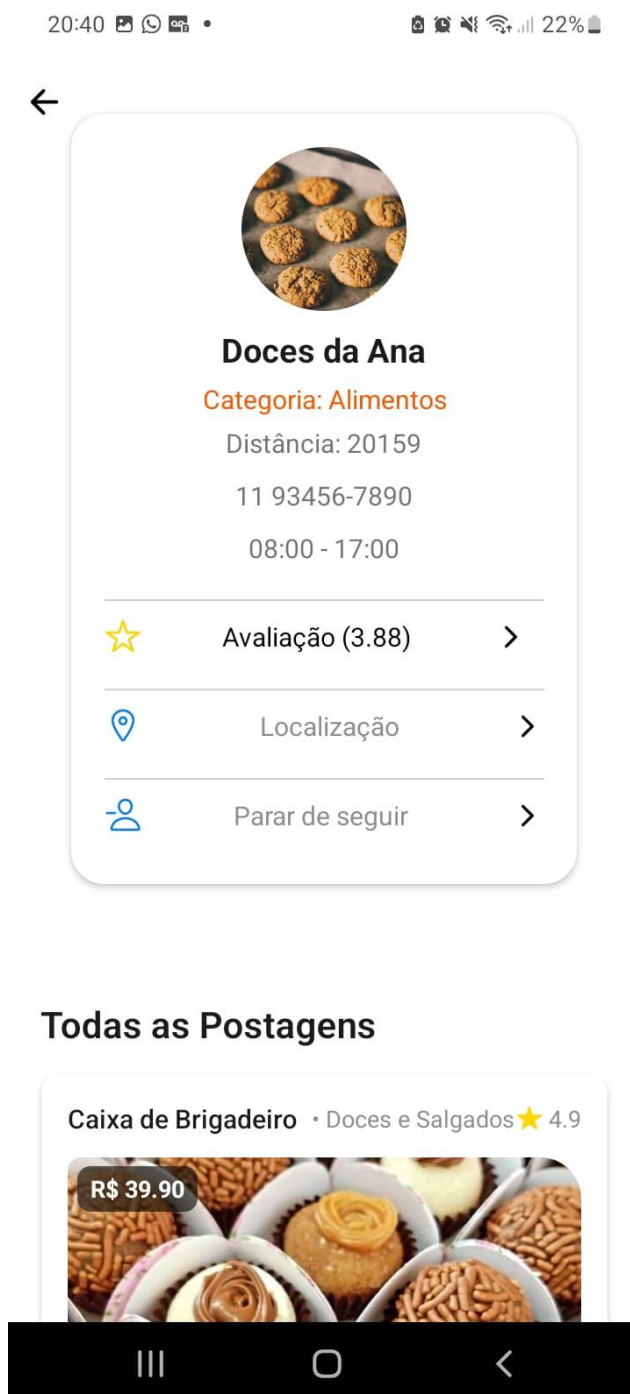 20:40
22%
Doces da Ana
Categoria: Alimentos
Distância: 20159
11 93456-7890
08:00 - 17:00
Avaliação (3.88)
Localização
Parar de seguir
Todas as Postagens
Caixa de Brigadeiro • Doces e Salgados 4.9
R$ 39.90